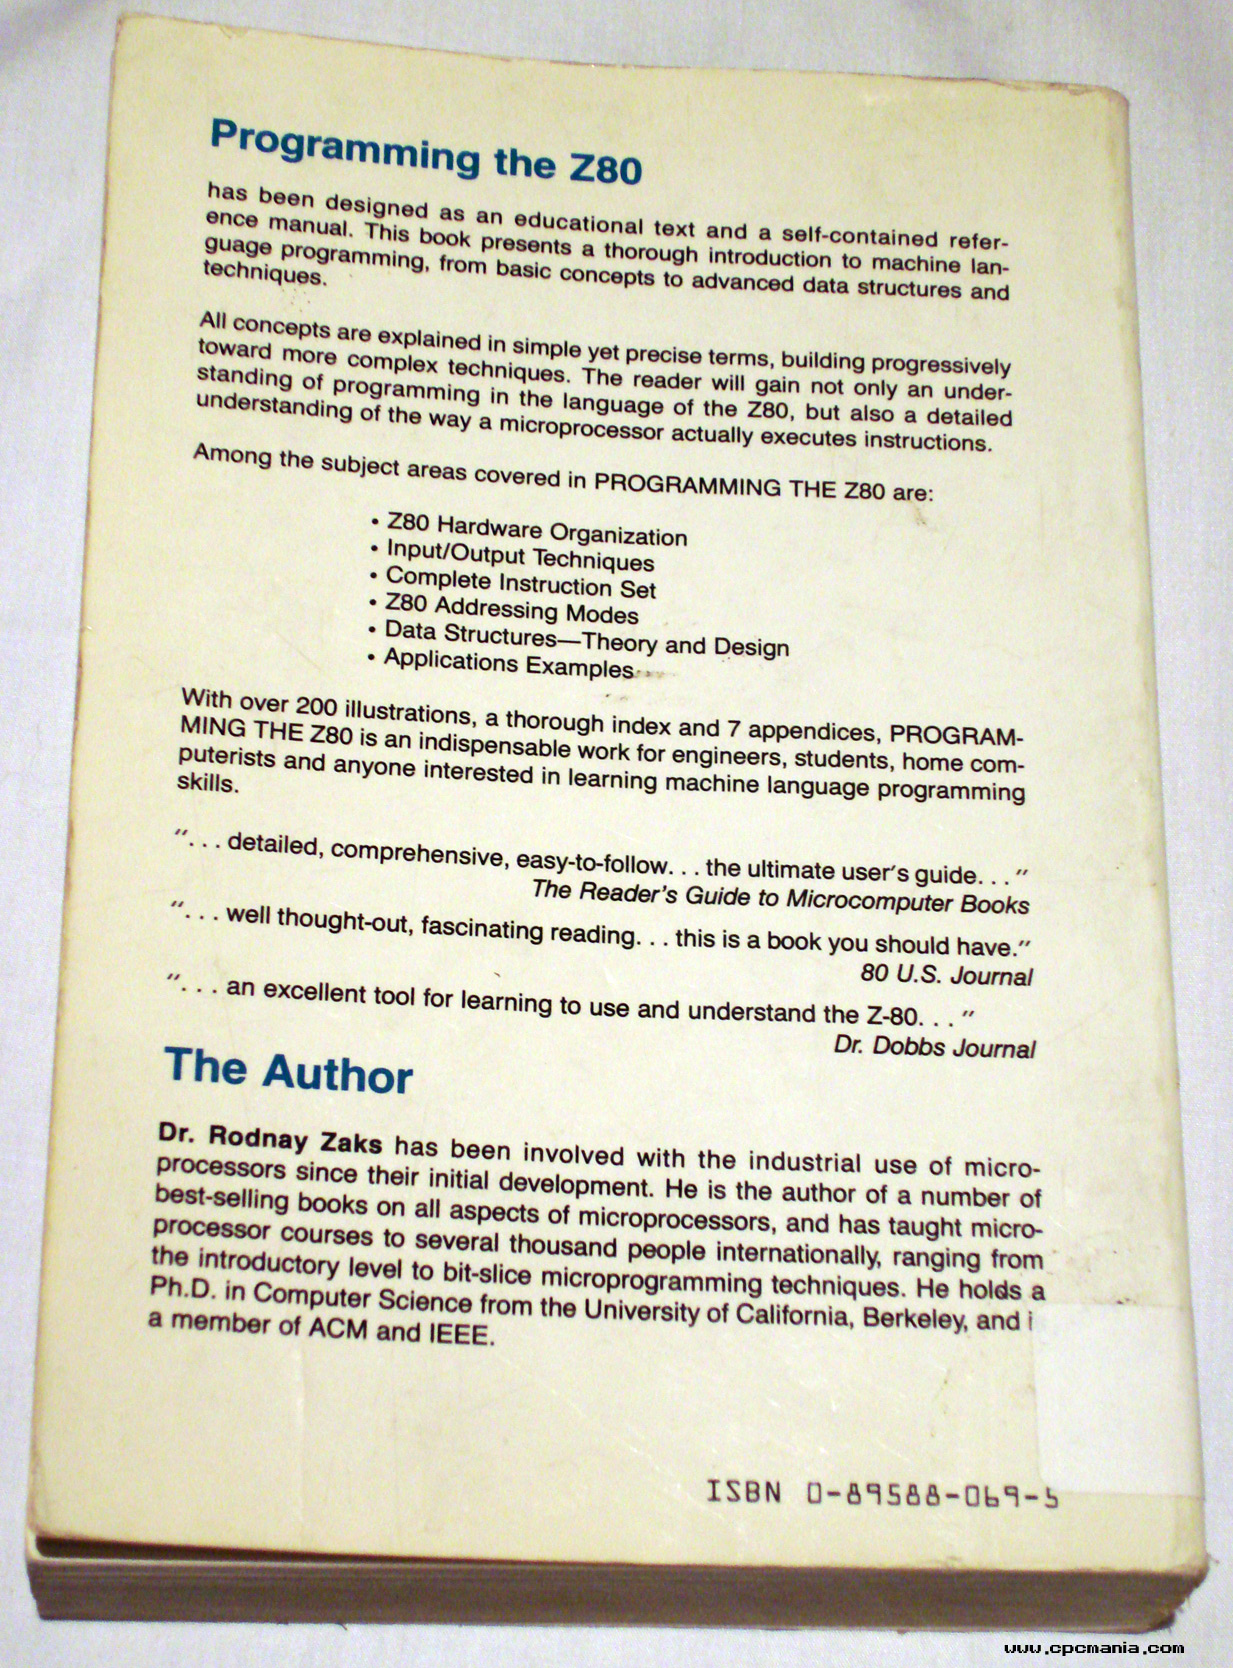 Programming the Z80
has been designed as an educational text and a self-contained refer-
ence manual. This book presents a thorough introduction to machine lan-
guage programming, from basic concepts to advanced data structures and
techniques.
All concepts are explained in simple yet precise terms, building progressively
toward more complex techniques. The reader will gain not only an under-
standing of programming in the language of the Z80, but also a detailed
understanding of the way a microprocessor actually executes instructions.
Among the subject areas covered in PROGRAMMING THE Z80 are:
• Z80 Hardware Organization
• Input/Output Techniques
• Complete Instruction Set
• Z80 Addressing Modes
• Data Structures—Theory and Design
• Applications Examples
With over 200 illustrations, a thorough index and 7 appendices, PROGRAM-
MING THE Z80 is an indispensable work for engineers, students, home com-
puterists and anyone interested in learning machine language programming
skills.
"... detailed, comprehensive, easy-to-follow... the ultimate user's guide..."
The Reader's Guide to Microcomputer Books
"... well thought-out, fascinating reading... this is a book you should have."
80 U.S. Journal
"... an excellent tool for learning to use and understand the Z-80..."
Dr. Dobbs Journal
The Author
Dr. Rodnay Zaks has been involved with the industrial use of micro-
processors since their initial development. He is the author of a number of
best-selling books on all aspects of microprocessors, and has taught micro-
processor courses to several thousand people internationally, ranging from
the introductory level to bit-slice microprogramming techniques. He holds a
Ph.D. in Computer Science from the University of California, Berkeley, and i
a member of ACM and IEEE.
ISBN 0-89588-069-5
www.cpcmania.com